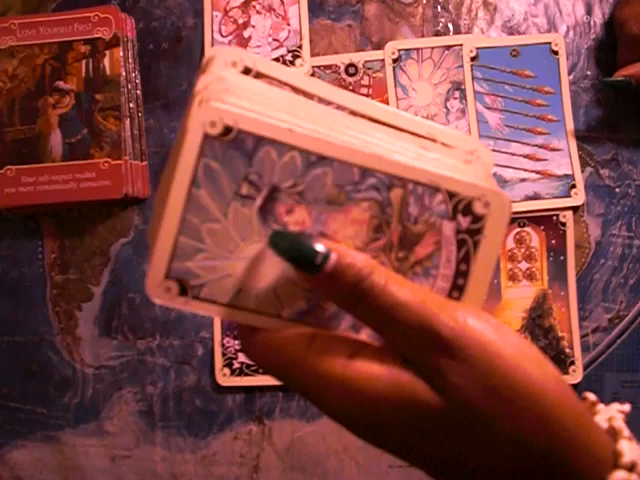 LOVE YOURSELF FIRST
Your self-respect makes
you more romantically attractive.